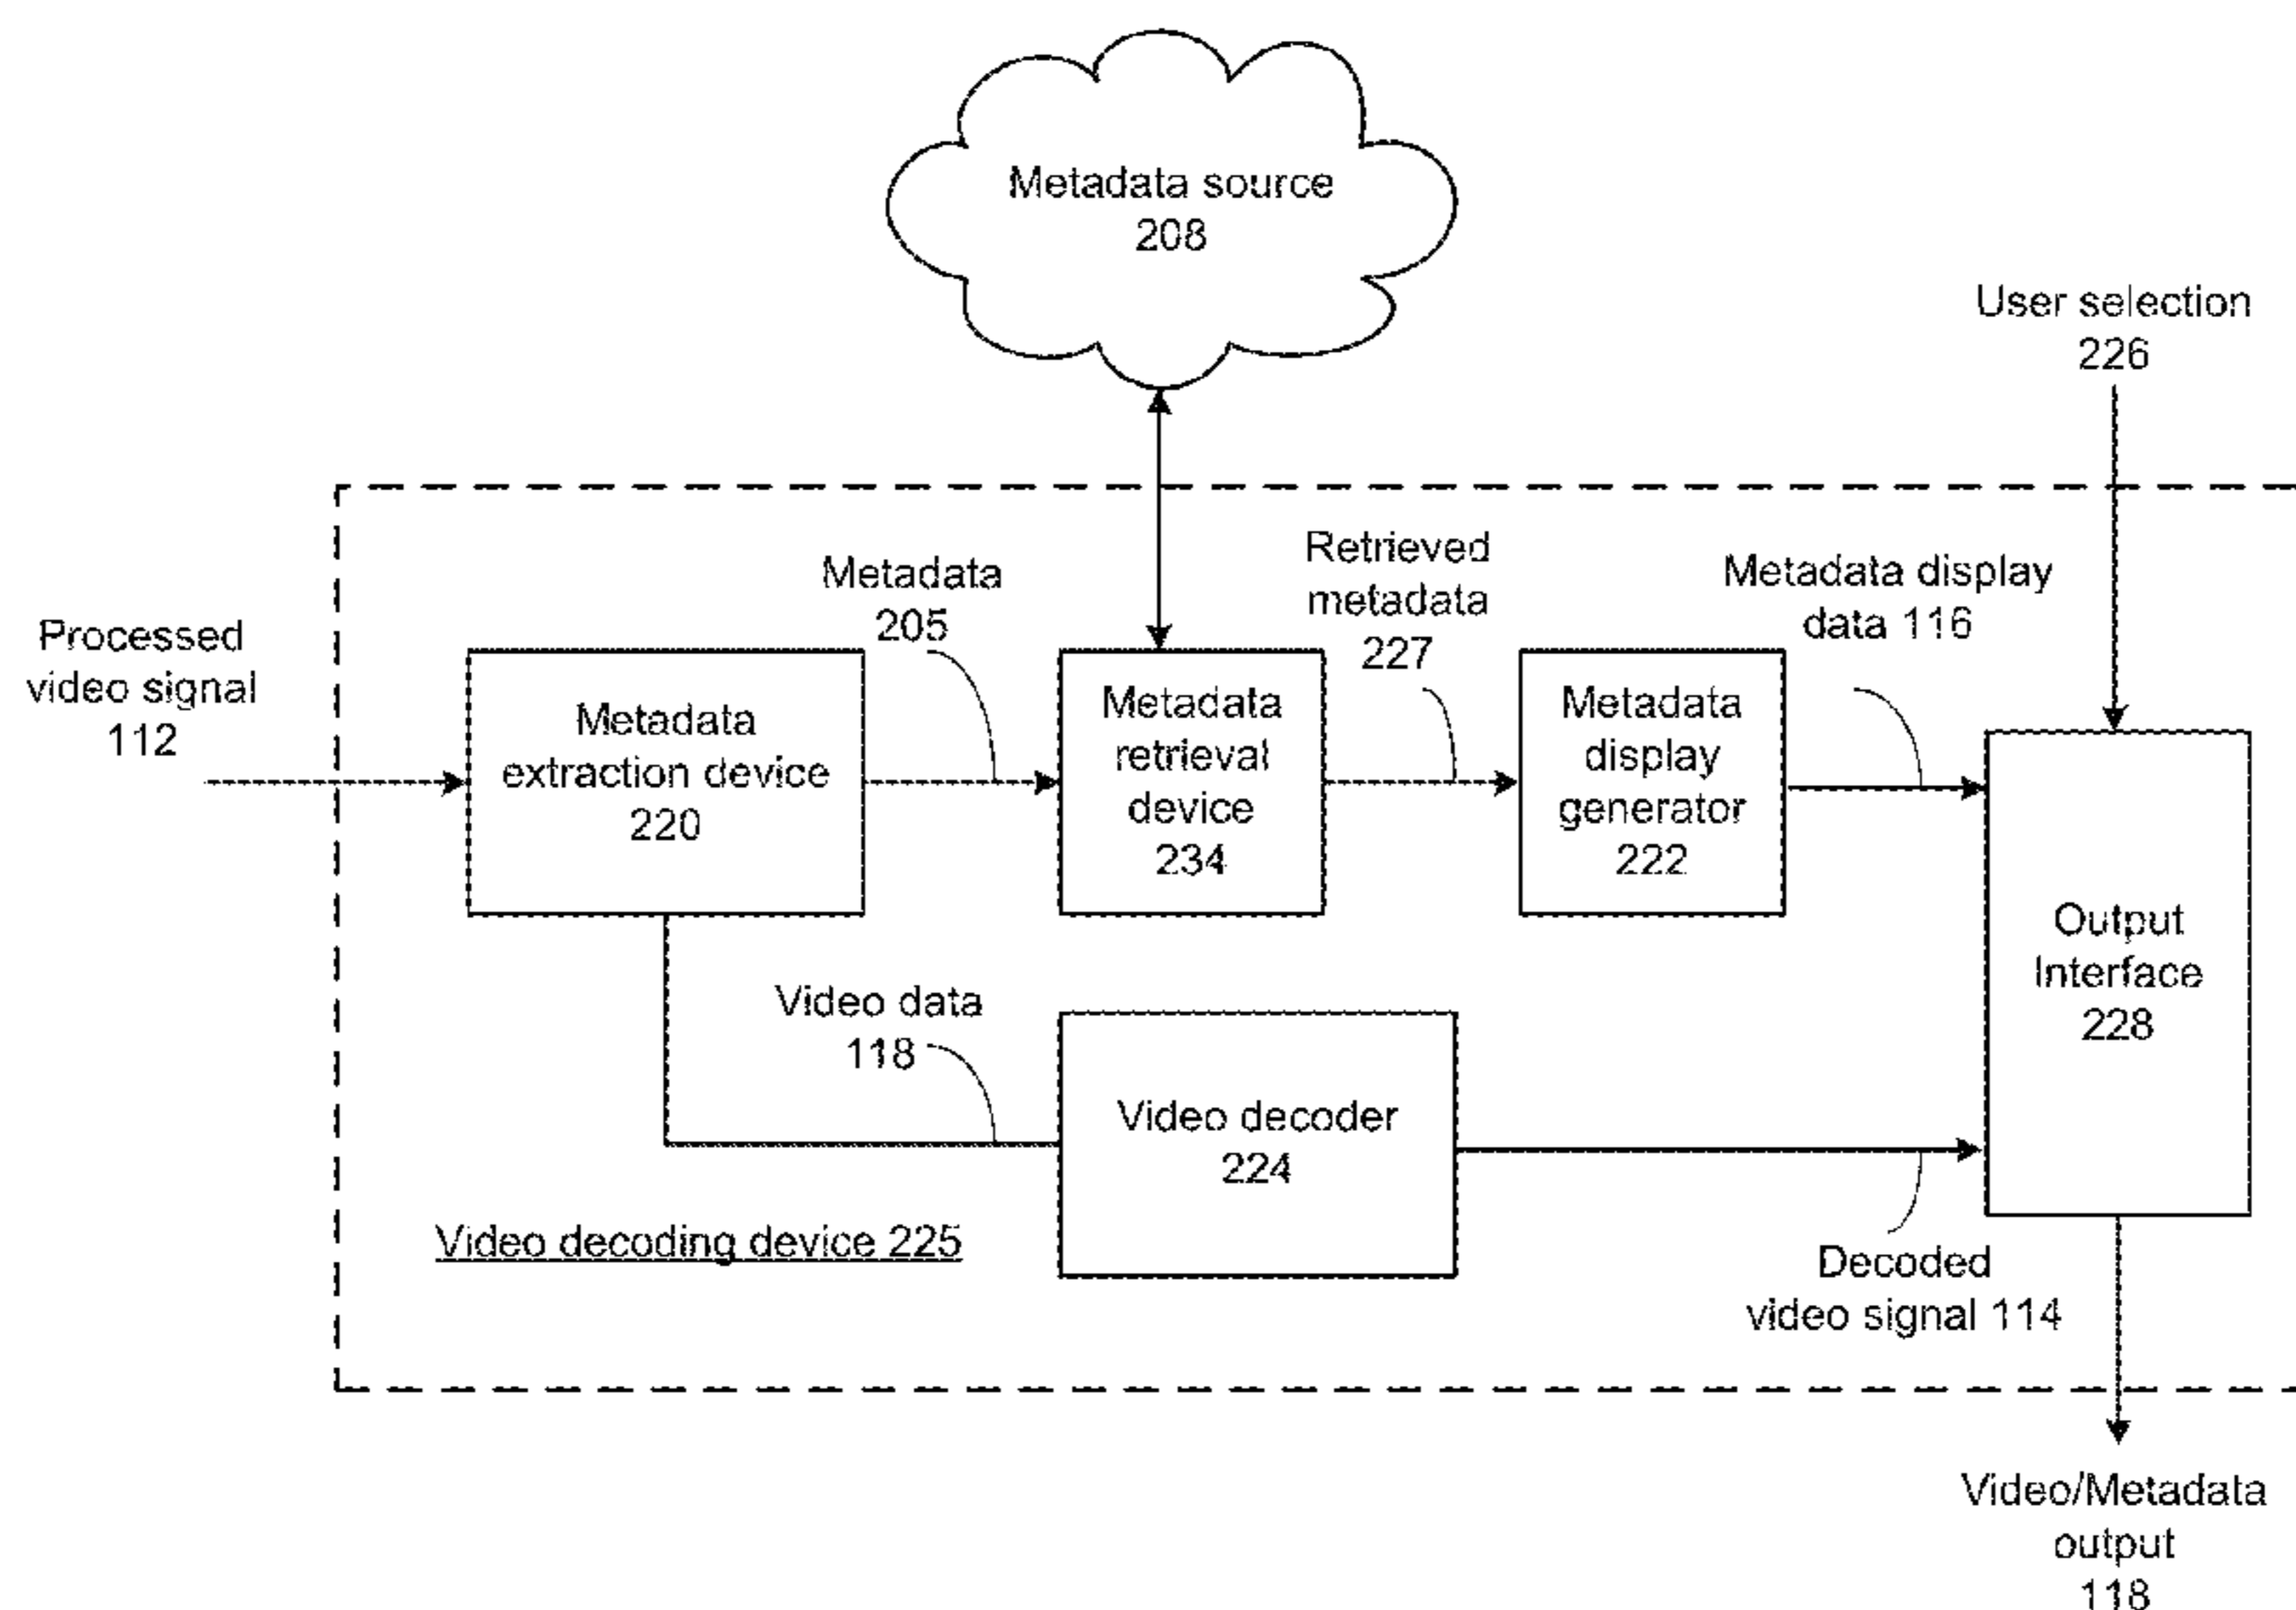 Metadata source
208
User selection
226
Processed
video signal
112
Metadata
205
Retrieved
metadata
227
Metadata display
data 116
Metadata
extraction device
220
Metadata
retrieval
device
234
Metadata
display
generator
222
Output
Interface
228
Video data
118
Video decoder
224
Video decoding device 225
Decoded
video signal 114
Video/Metadata
output
118